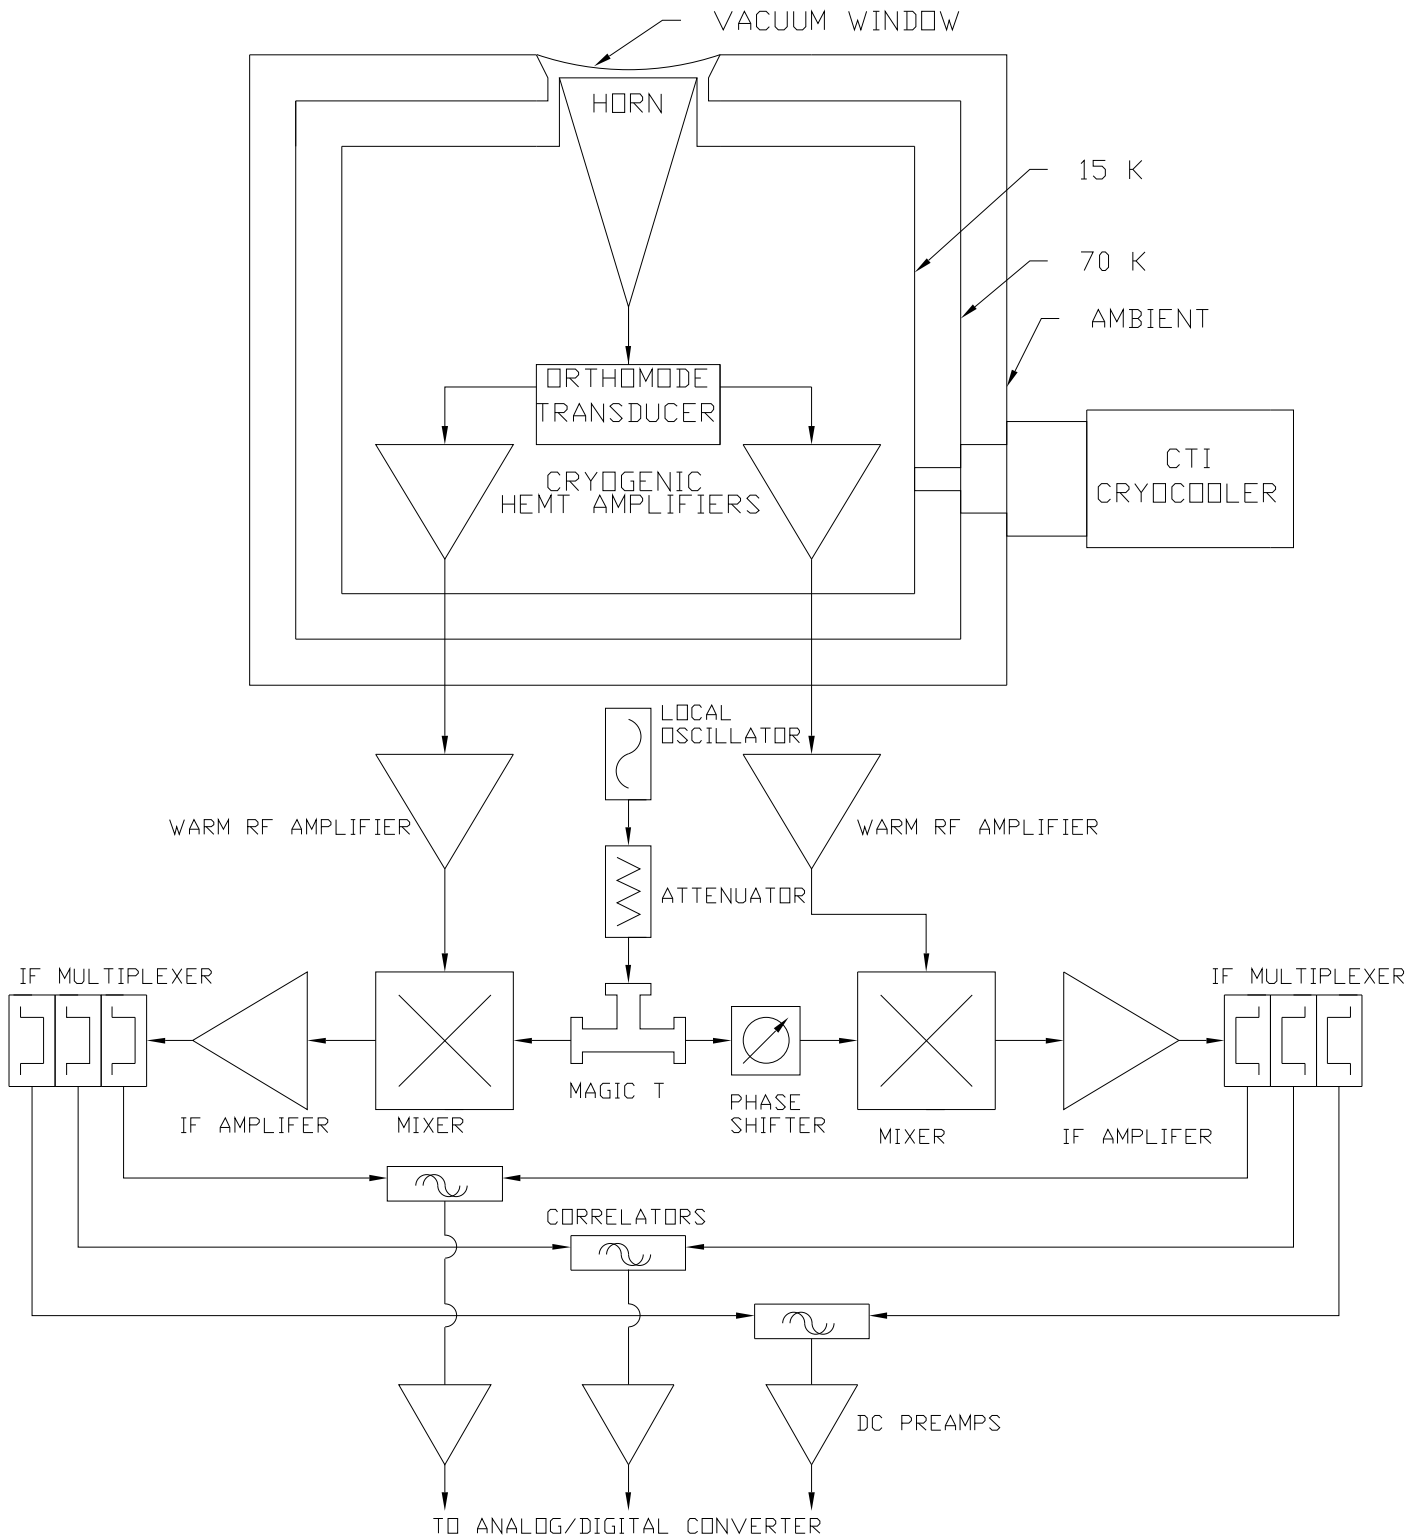 VACUUM WINDOW
HORN
15 K
70 K
AMBIENT
ORTHOMODE
TRANSDUCER
CTI
CRYOCOOLER
CRYOGENIC
HEMT AMPLIFIERS
LOCAL
OSCILLATOR
WARM RF AMPLIFIER
WARM RF AMPLIFIER
ATTENUATOR
IF MULTIPLEXER
IF MULTIPLEXER
MAGIC T
PHASE
SHIFTER
IF AMPLIFER
MIXER
MIXER
IF AMPLIFER
CORRELATORS
DC PREAMPS
TO ANALOG/DIGITAL CONVERTER